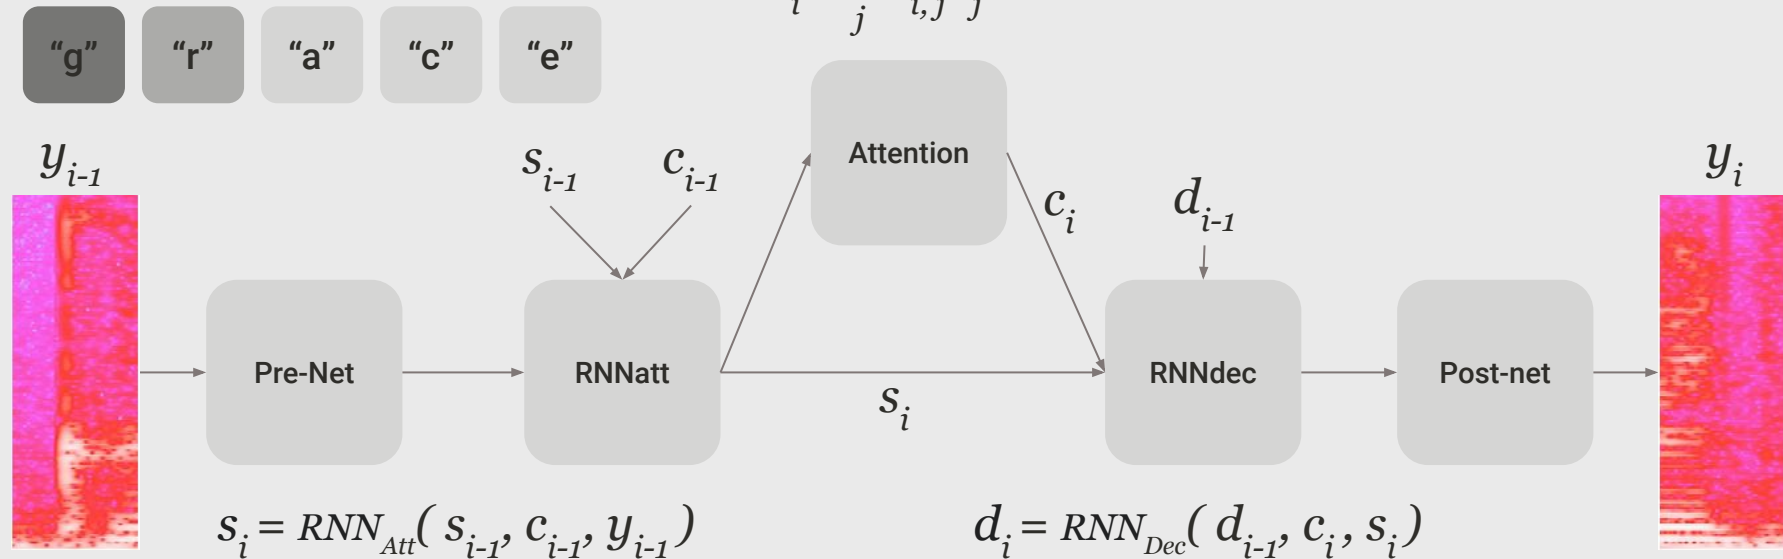 “g” “r” “a” “c” “e”
i j i,j j
Attention
y_{i-1}
s_{i-1} c_{i-1}
c_i
d_{i-1}
y_i
Pre-Net RNNatt RNNdec Post-net
s_i
s_i = RNN_{Att}( s_{i-1}, c_{i-1}, y_{i-1})
d_i = RNN_{Dec}( d_{i-1}, c_i, s_i)